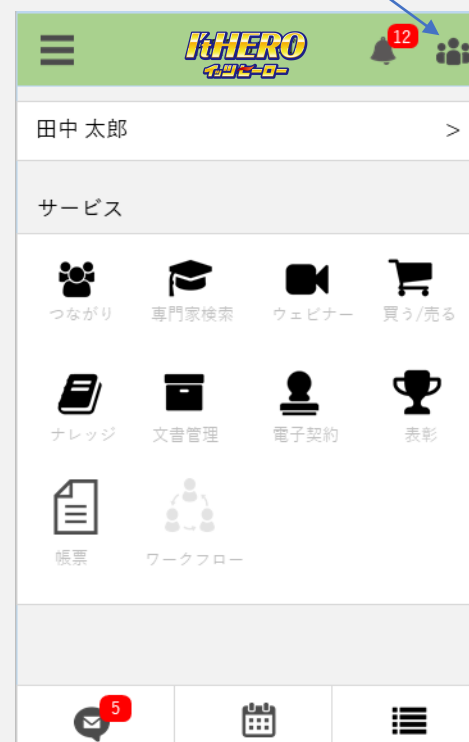 It'HERO
イッツヒーロー
12
田中 太郎
>
サービス
つながり 専門家検索 ウェビナー 買う/売る
ナレッジ 文書管理 電子契約 表彰
帳票 ワークフロー
5